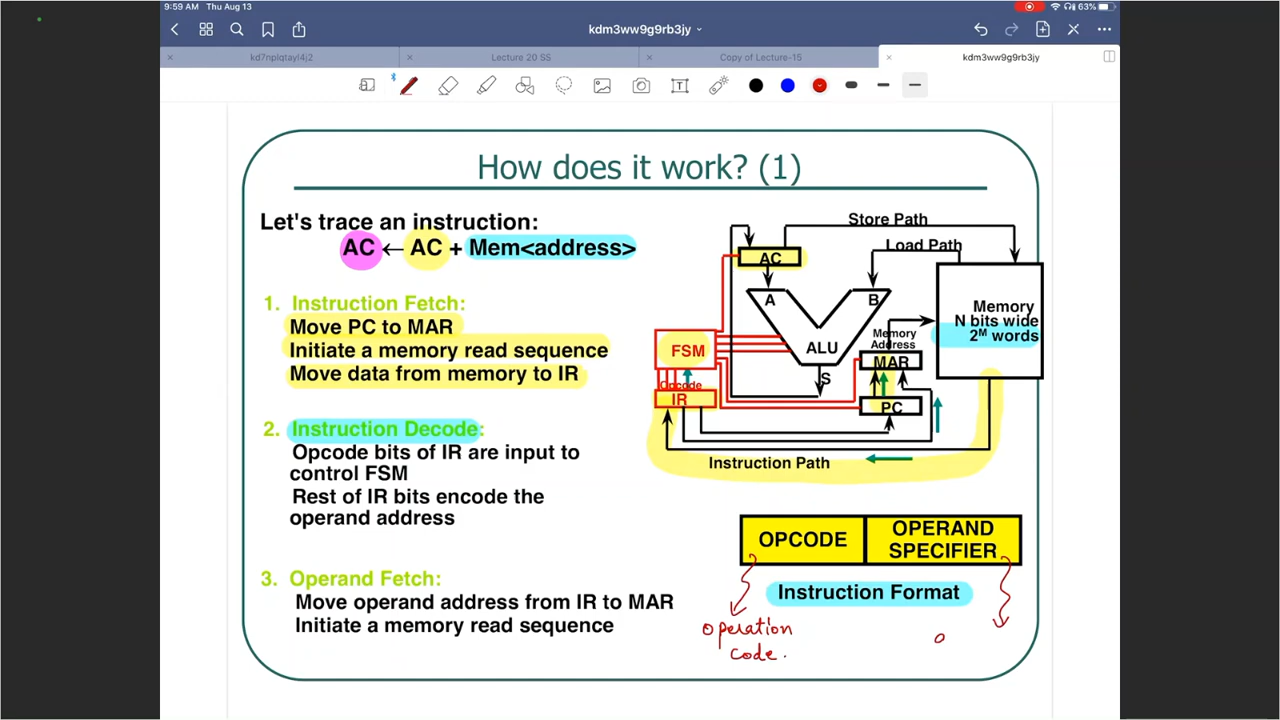 9:59 AM Thu Aug 13
63%
kdm3ww9g9rb3jy
kd7nplqtayl4j2
Lecture 20 SS
Copy of Lecture-15
kdm3ww9g9rb3jy
T
How does it work? (1)
Let's trace an instruction:
AC ← AC + Mem<address>
1. Instruction Fetch:
Move PC to MAR
Initiate a memory read sequence
Move data from memory to IR
2. Instruction Decode:
Opcode bits of IR are input to
control FSM
Rest of IR bits encode the
operand address
3. Operand Fetch:
Move operand address from IR to MAR
Initiate a memory read sequence
Store Path
Load Path
AC
A
B
Memory
N bits wide
2ᴹ words
Memory
Address
FSM
ALU
MAR
Opcode
S
IR
PC
Instruction Path
OPCODE
OPERAND
SPECIFIER
Instruction Format
Operation
code.
o